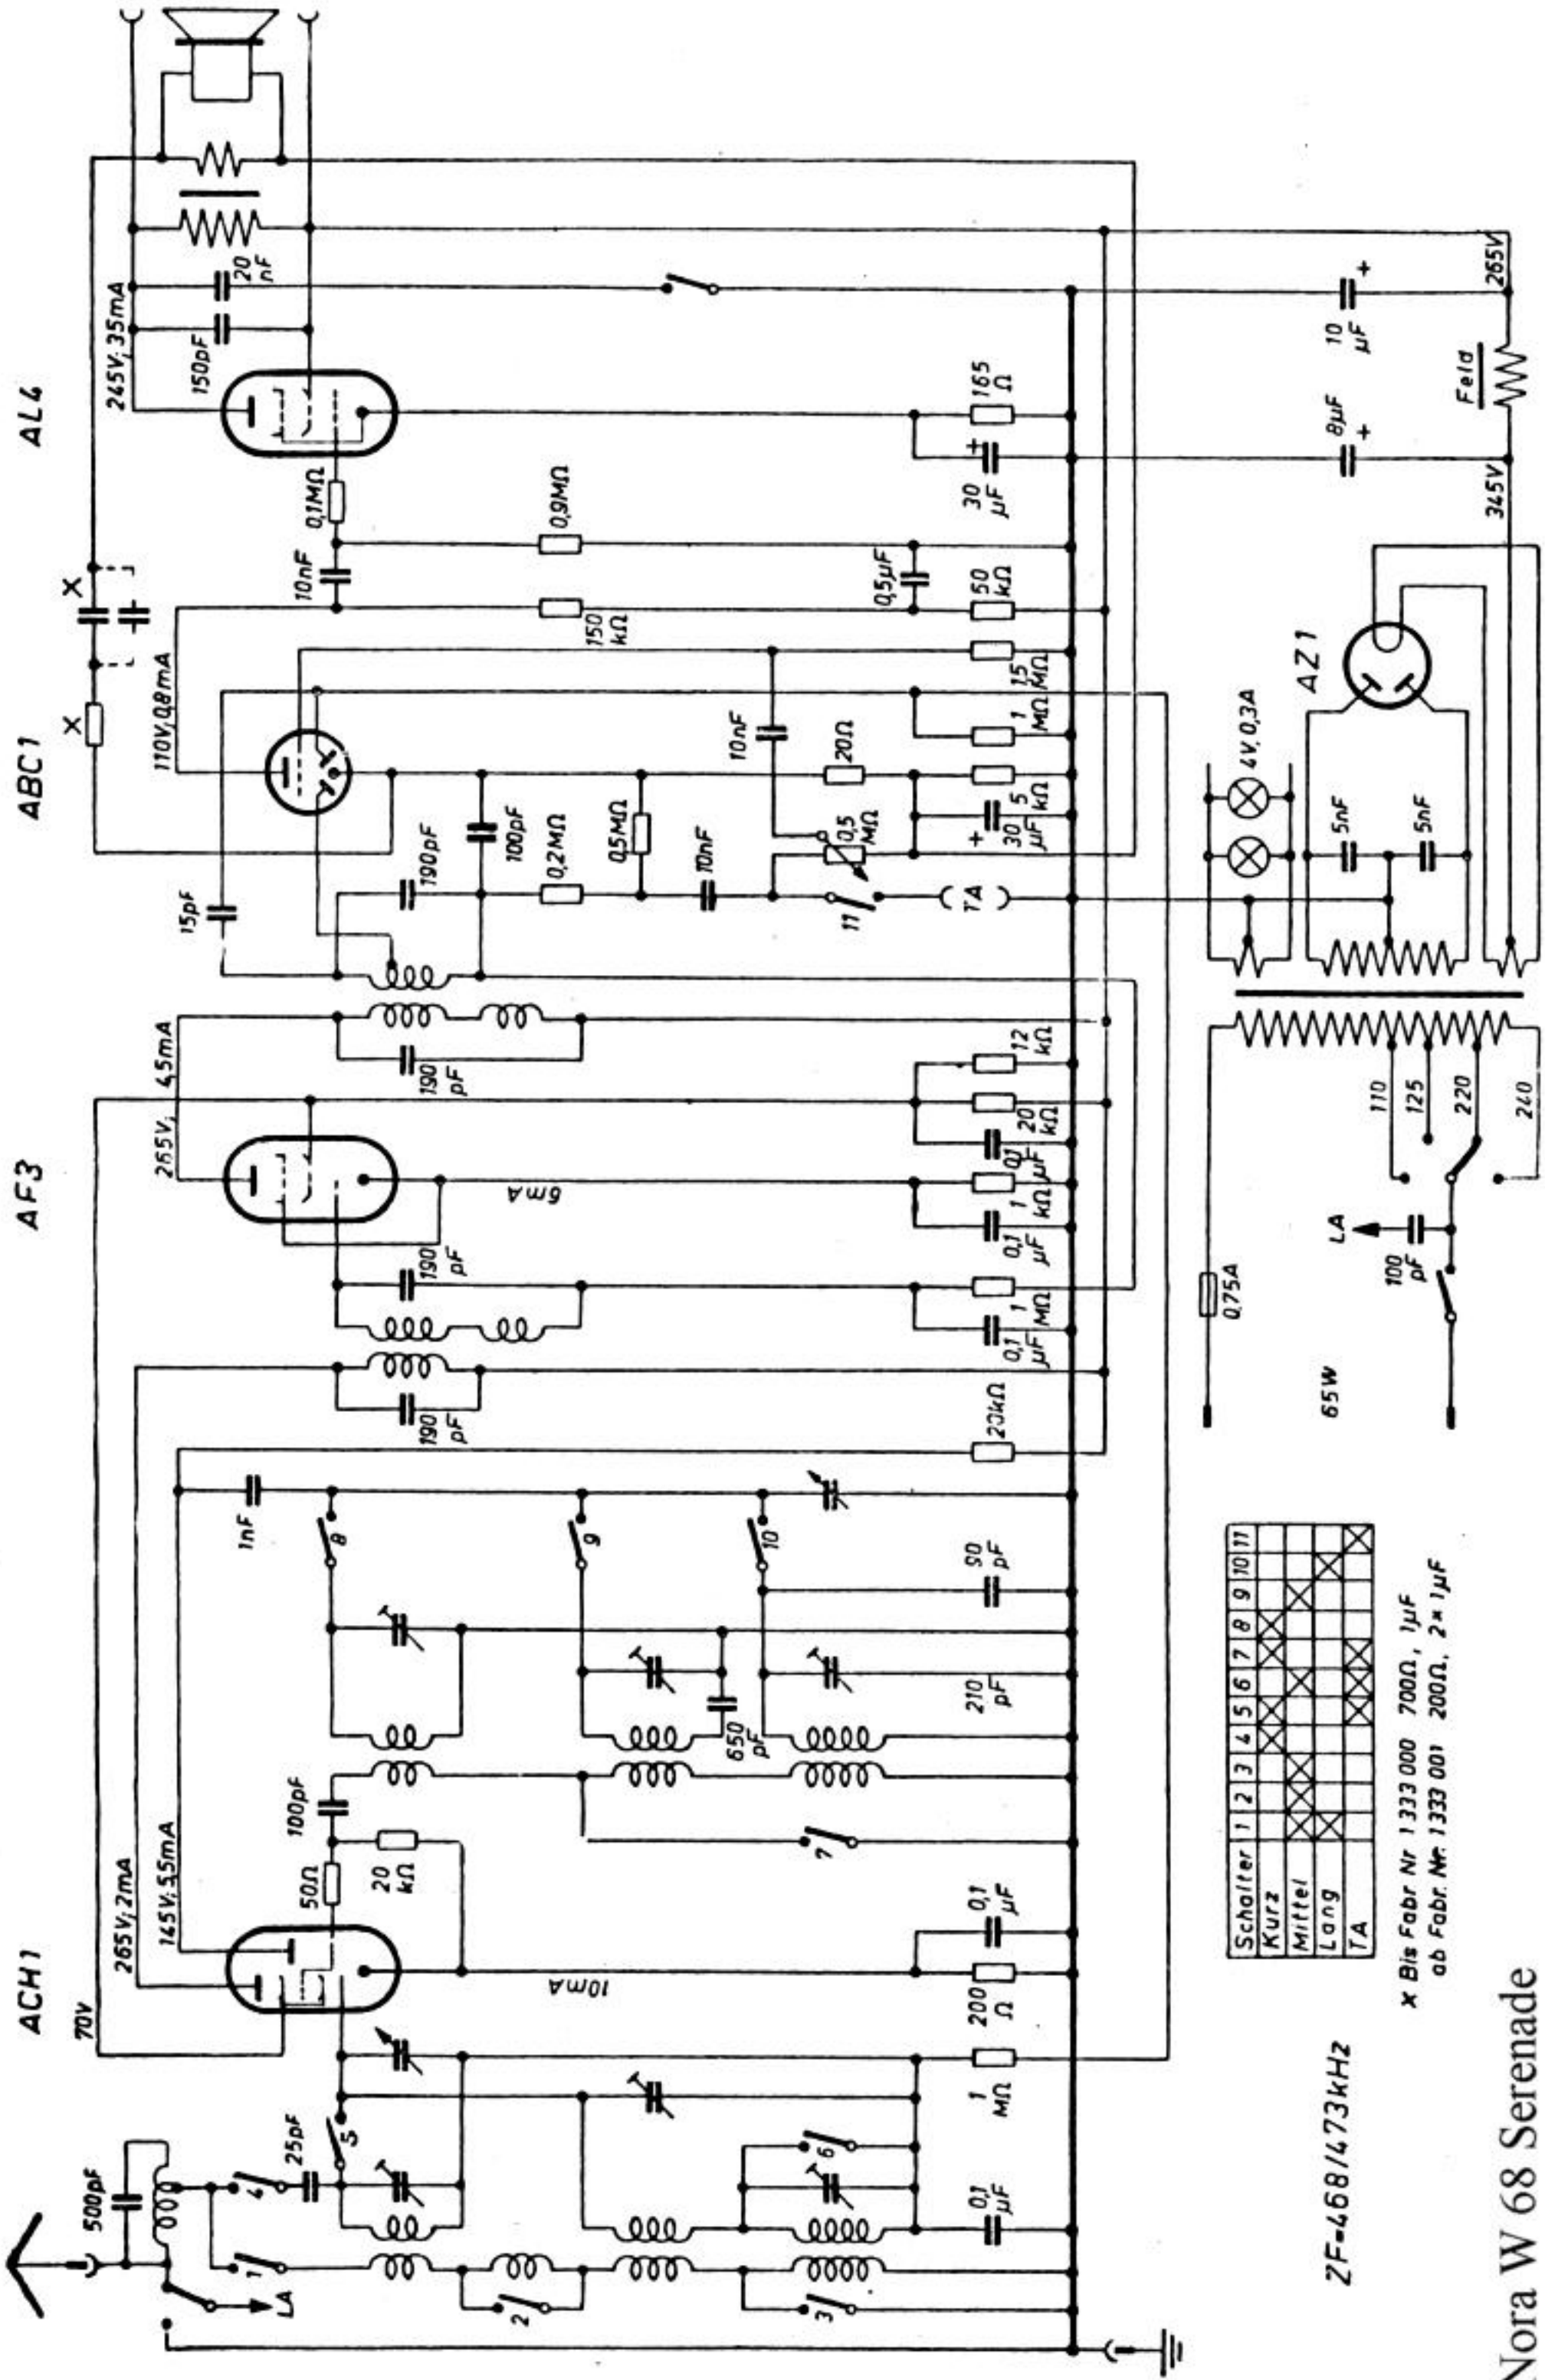 ACH1
AF3
ABC1
AL4
70V
265V; 2mA
145V; 5,5mA
265V; 4,5mA
110V; 0,8mA
245V; 35mA
500pF
LA
1
4
25pF
5
2
3
6
0,1 µF
1 MΩ
10mA
200 Ω
0,1 µF
50Ω
100pF
20 kΩ
7
650 pF
210 pF
90 pF
1nF
8
9
10
20kΩ
190 pF
190 pF
0,1 µF
1 MΩ
6mA
0,1 µF
1 kΩ
0,1 µF
20 kΩ
12 kΩ
190 pF
15pF
190pF
100pF
0,2MΩ
0,5MΩ
10nF
11
TA
0,5 MΩ
10nF
20Ω
30 µF
+
5 kΩ
1 MΩ
1,5 MΩ
x
x
150 kΩ
50 kΩ
0,5µF
10nF
0,1MΩ
0,9MΩ
30 µF
+
165 Ω
150pF
20 nF
ZF=468/473kHz
Schalter 1 2 3 4 5 6 7 8 9 10 11
Kurz
Mittel
Lang
TA
x Bis Fabr. Nr 1333 000 700Ω, 1µF
ab Fabr. Nr. 1333 001 200Ω, 2x1µF
65W
0,75A
LA
100 pF
110
125
220
240
4V, 0,3A
5nF
5nF
AZ1
345V
8µF
+
Feld
10 µF
+
265V
Nora W 68 Serenade